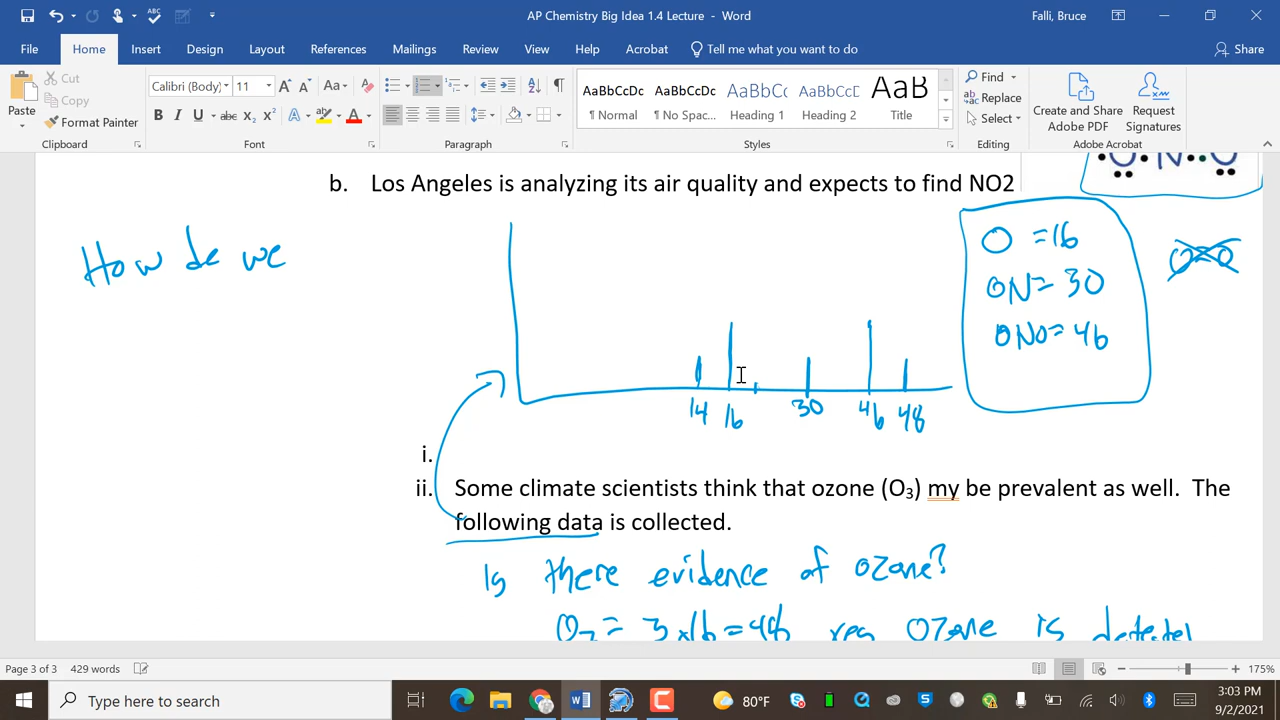 AP Chemistry Big Idea 1.4 Lecture - Word
Falli, Bruce
File Home Insert Design Layout References Mailings Review View Help Acrobat Tell me what you want to do Share
Paste
Cut
Copy
Format Painter
Calibri (Body) 11
Aa
B I U abc X2 X2
A A
AaBbCcDc AaBbCcDc AaBbCc AaBbCcD AaB
¶ Normal ¶ No Spac... Heading 1 Heading 2 Title
Find
Replace
Select
Create and Share Adobe PDF
Request Signatures
Clipboard Font Paragraph Styles Editing Adobe Acrobat
O N O
b. Los Angeles is analyzing its air quality and expects to find NO2
How do we
O = 16
ON = 30
ONO = 46
O=O
14 16 30 46 48
i.
ii. Some climate scientists think that ozone (O3) my be prevalent as well. The
following data is collected.
Is there evidence of ozone?
O3 = 3x16=48 yes ozone is
Page 3 of 3 429 words 175%
Type here to search
80°F
3:03 PM
9/2/2021